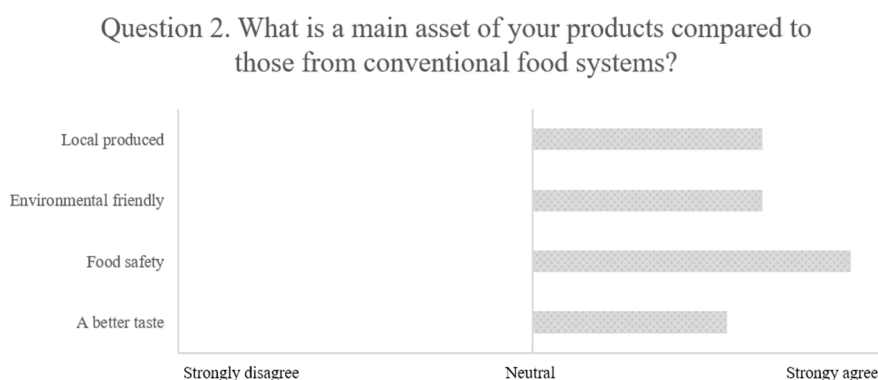 Question 2. What is a main asset of your products compared to
those from conventional food systems?
Local produced
Environmental friendly
Food safety
A better taste
Strongly disagree
Neutral
Strongy agree